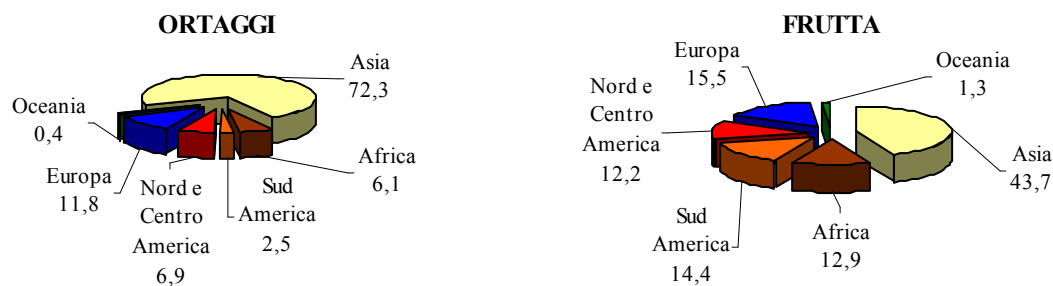 ORTAGGI
Asia
72,3
Oceania
0,4
Europa
11,8
Nord e
Centro
America
6,9
Sud
America
2,5
Africa
6,1
FRUTTA
Europa
15,5
Oceania
1,3
Nord e
Centro
America
12,2
Asia
43,7
Sud
America
14,4
Africa
12,9